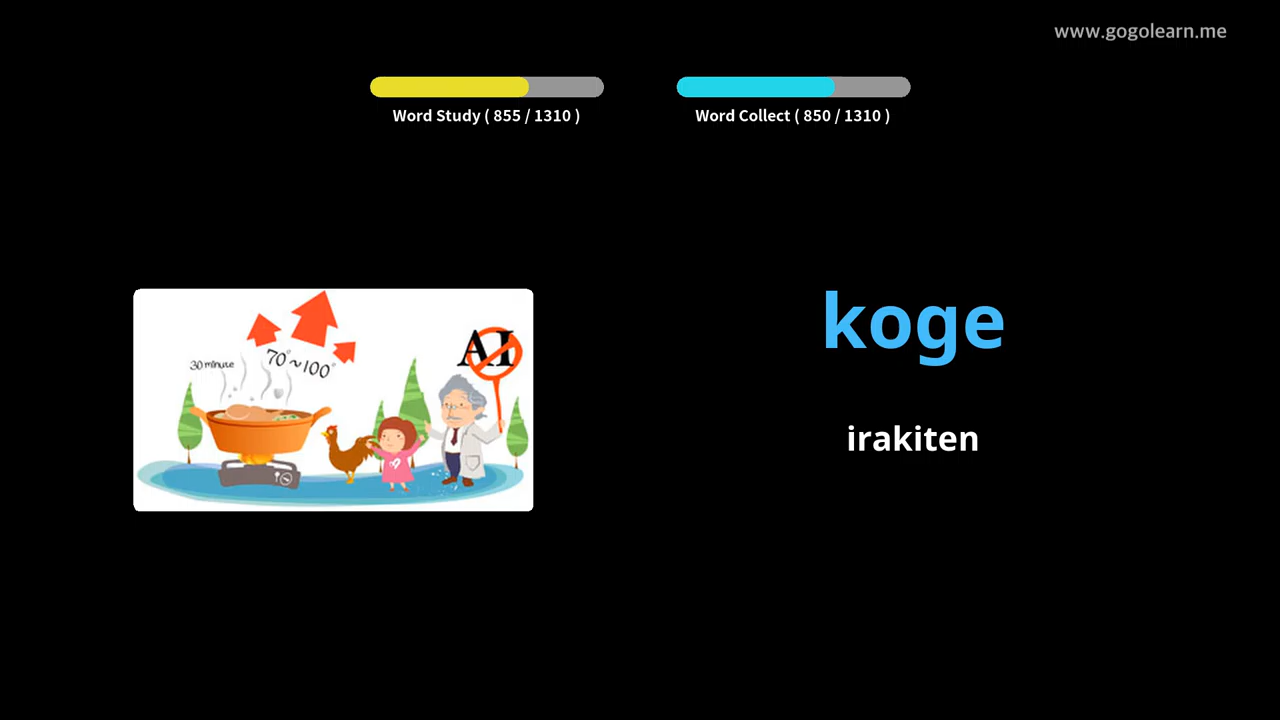 www.gogolearn.me
Word Study ( 855 / 1310 )
Word Collect ( 850 / 1310 )
30 minute
70°~100°
AI
koge
irakiten